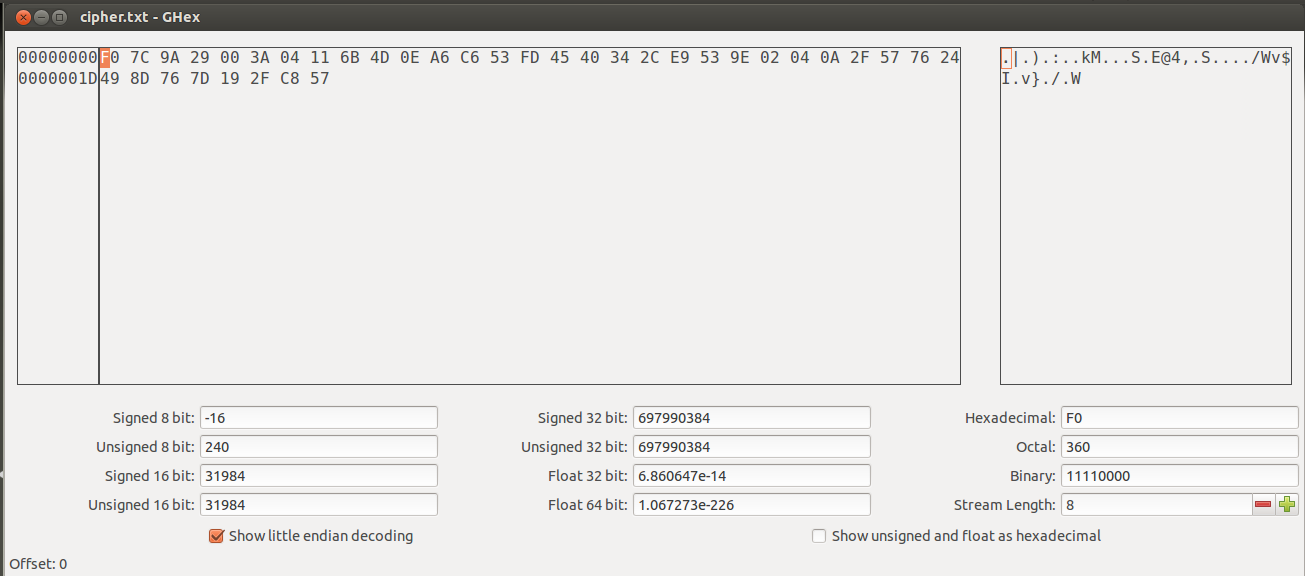 cipher.txt - GHex
00000000 F0 7C 9A 29 00 3A 04 11 6B 4D 0E A6 C6 53 FD 45 40 34 2C E9 53 9E 02 04 0A 2F 57 76 24 .|.).:..kM...S.E@4,.S..../Wv$
0000001D 49 8D 76 7D 19 2F C8 57 I.v}./.W
Signed 8 bit: -16 Signed 32 bit: 697990384 Hexadecimal: F0
Unsigned 8 bit: 240 Unsigned 32 bit: 697990384 Octal: 360
Signed 16 bit: 31984 Float 32 bit: 6.860647e-14 Binary: 11110000
Unsigned 16 bit: 31984 Float 64 bit: 1.067273e-226 Stream Length: 8
Show little endian decoding Show unsigned and float as hexadecimal
Offset: 0